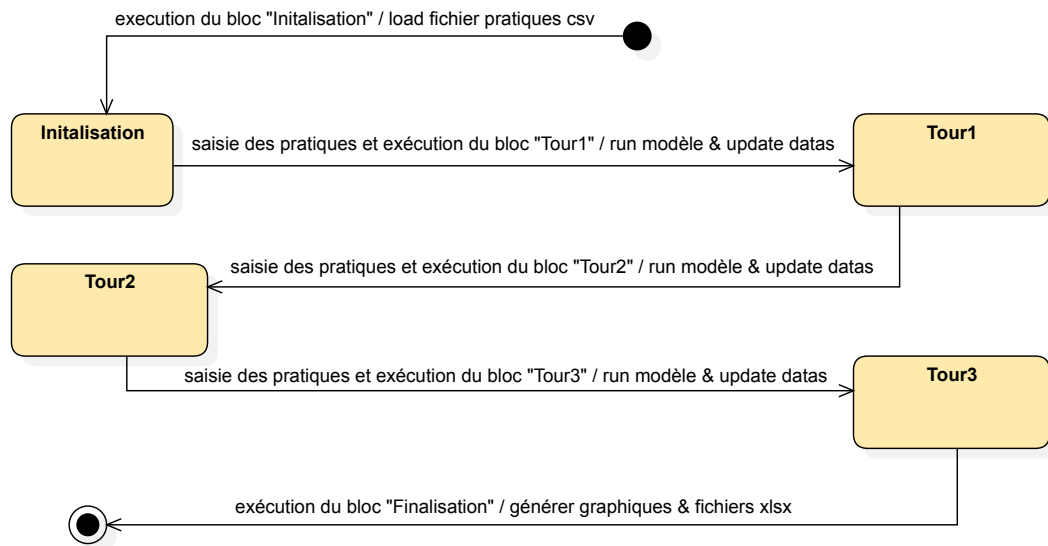 execution du bloc "Initalisation" / load fichier pratiques csv
Initalisation
saisie des pratiques et exécution du bloc "Tour1" / run modèle & update datas
Tour1
saisie des pratiques et exécution du bloc "Tour2" / run modèle & update datas
Tour2
saisie des pratiques et exécution du bloc "Tour3" / run modèle & update datas
Tour3
exécution du bloc "Finalisation" / générer graphiques & fichiers xlsx